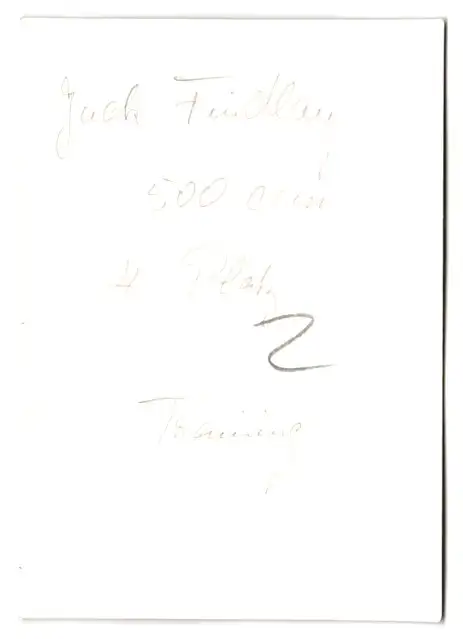 Jack Findlay
500 ccm
4 Platz
2
Training